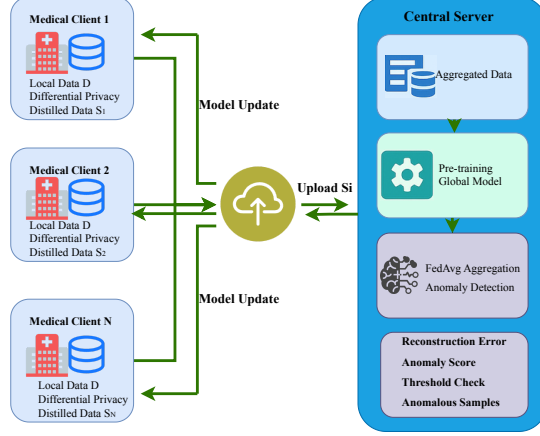 Medical Client 1
Local Data D
Differential Privacy
Distilled Data S₁
Medical Client 2
Local Data D
Differential Privacy
Distilled Data S₂
Medical Client N
Local Data D
Differential Privacy
Distilled Data Sₙ
Model Update
Upload Si
Model Update
Central Server
Aggregated Data
Pre-training
Global Model
FedAvg Aggregation
Anomaly Detection
Reconstruction Error
Anomaly Score
Threshold Check
Anomalous Samples